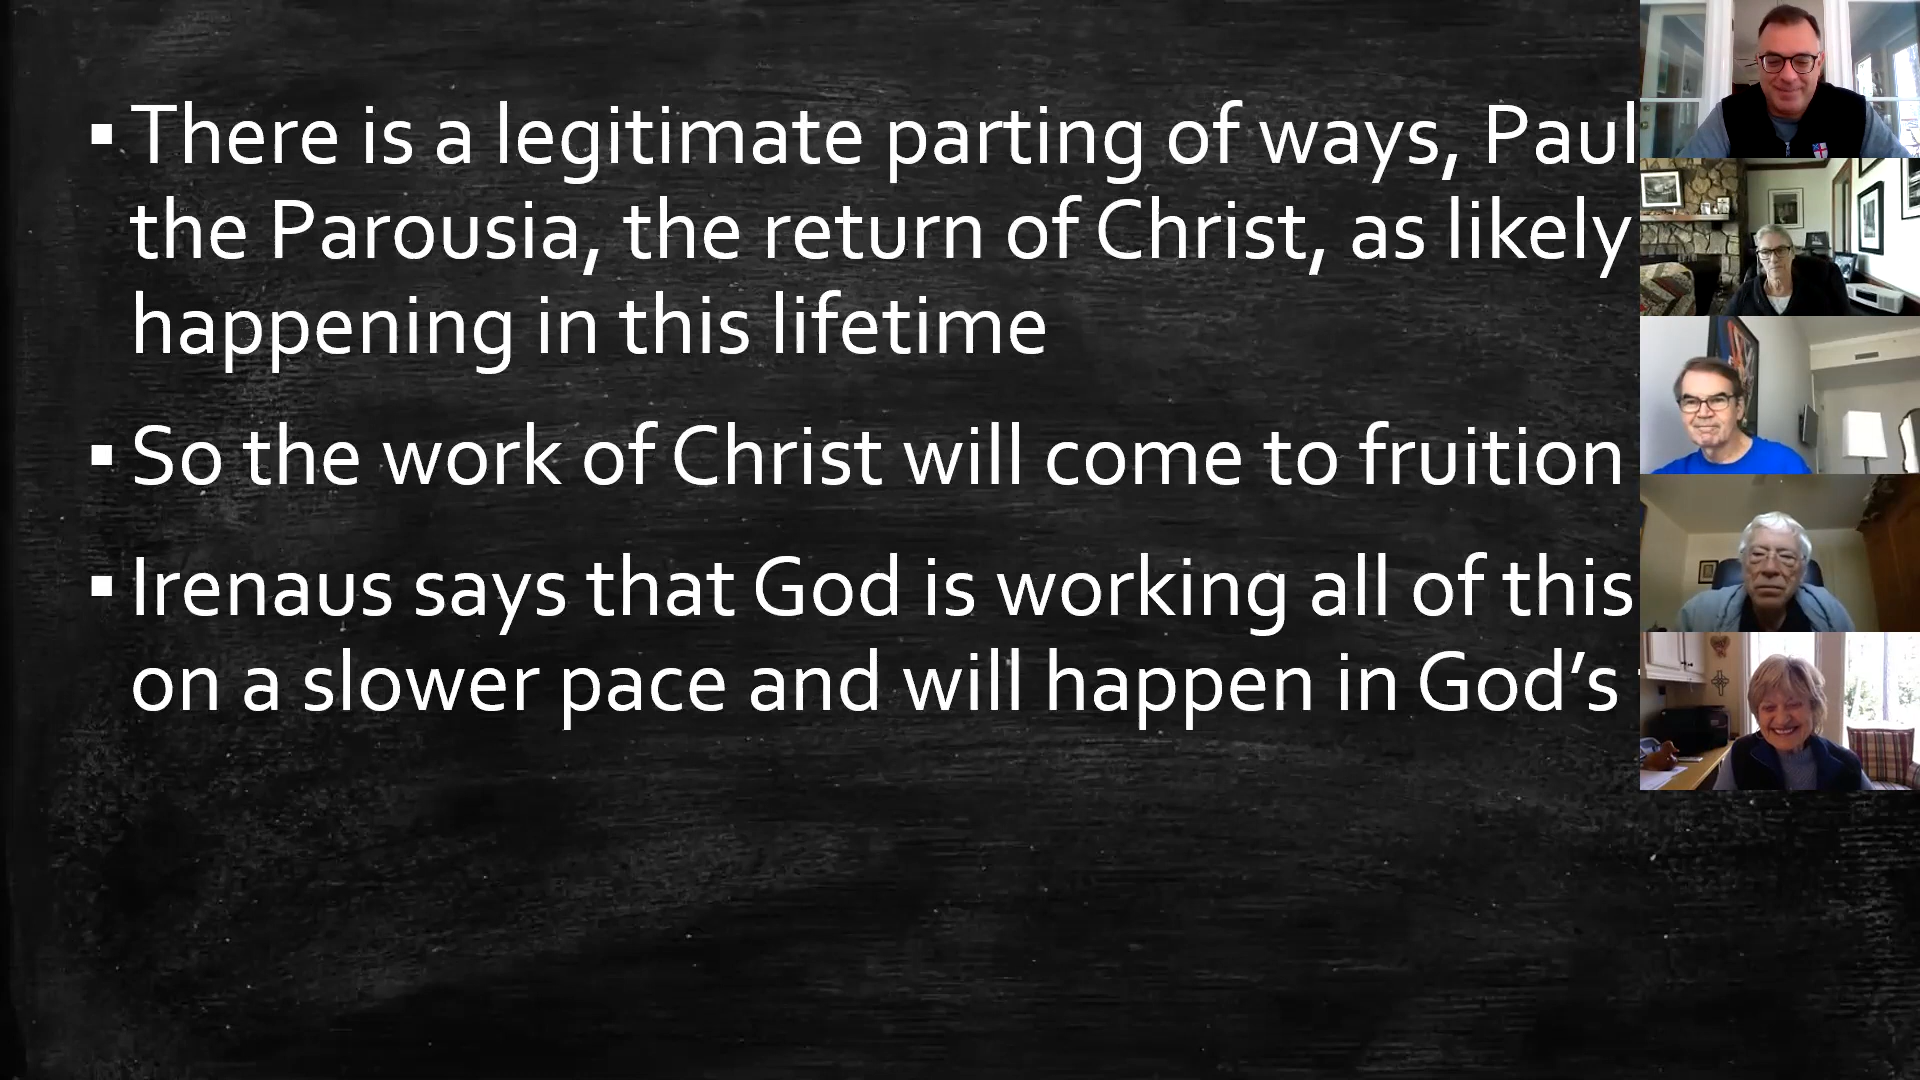 ▪ There is a legitimate parting of ways, Paul
the Parousia, the return of Christ, as likely
happening in this lifetime
▪ So the work of Christ will come to fruition
▪ Irenaus says that God is working all of this
on a slower pace and will happen in God’s